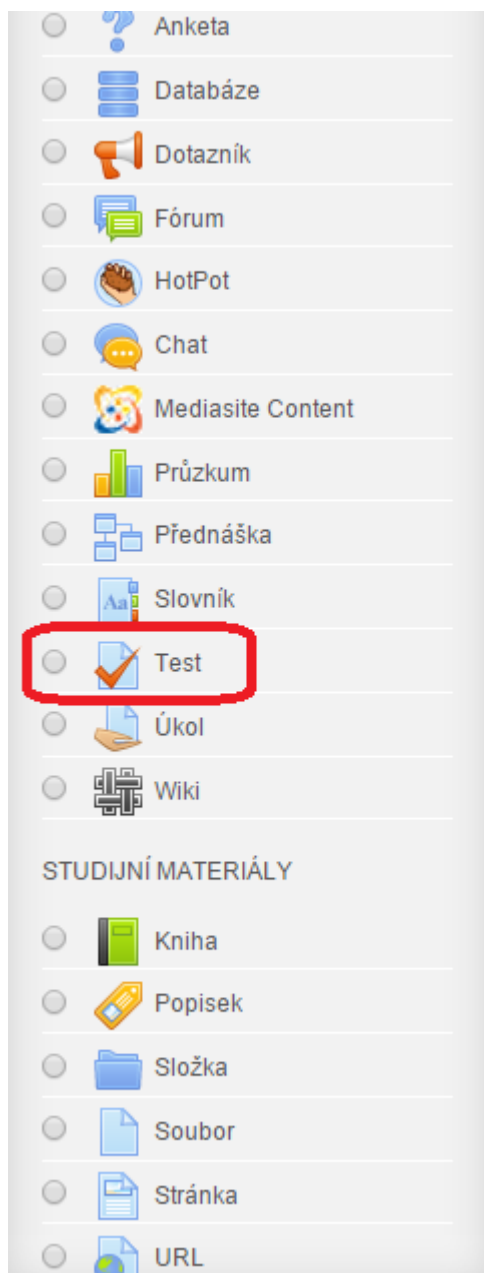 Anketa
Databáze
Dotazník
Fórum
HotPot
Chat
Mediasite Content
Průzkum
Přednáška
Aa
Slovník
Test
Úkol
Wiki
STUDIJNÍ MATERIÁLY
Kniha
Popisek
Složka
Soubor
Stránka
URL